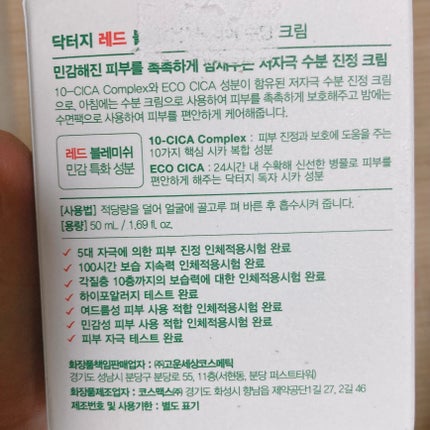 닥터지 레드 크림
민감해진 피부를 촉촉하게 잠재우는 저자극 수분 진정 크림
10-CICA Complex와 ECO CICA 성분이 함유된 저자극 수분 진정 크림
으로, 아침에는 수분 크림으로 사용하여 피부를 촉촉하게 보호해주고 밤에는
수면팩으로 사용하여 피부를 편안하게 케어해줍니다.
레드 블레미쉬
민감 특화 성분
10-CICA Complex : 피부 진정과 보호에 도움을 주는
10가지 핵심 시카 복합 성분
ECO CICA : 24시간 내 수확해 신선한 병풀로 피부를
편안하게 해주는 닥터지 독자 시카 성분
[사용법] 적당량을 덜어 얼굴에 골고루 펴 바른 후 흡수시켜 줍니다.
[용량] 50 mL / 1.69 fl. oz.
✓ 5대 자극에 의한 피부 진정 인체적용시험 완료
✓ 100시간 보습 지속력 인체적용시험 완료
✓ 각질층 10층까지의 보습력에 대한 인체적용시험 완료
✓ 하이포알러지 테스트 완료
✓ 여드름성 피부 사용 적합 인체적용시험 완료
✓ 민감성 피부 사용 적합 인체적용시험 완료
✓ 피부 자극 테스트 완료
화장품책임판매업자 : ㈜고운세상코스메틱
경기도 성남시 분당구 분당로 55, 11층(서현동, 분당 퍼스트타워)
화장품제조업자 : 코스맥스㈜ 경기도 화성시 향남읍 제약공단1길 27, 2길 46
제조번호 및 사용기한 : 별도 표기